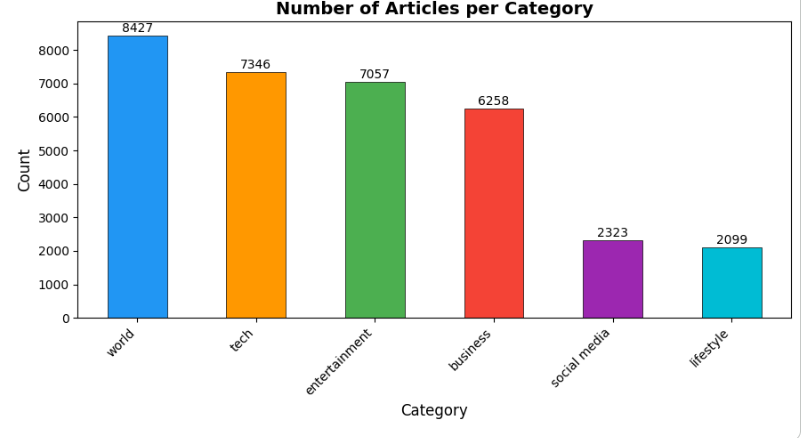 Number of Articles per Category
8427
7346
7057
6258
2323
2099
Count
8000
7000
6000
5000
4000
3000
2000
1000
0
world
tech
entertainment
business
social media
lifestyle
Category